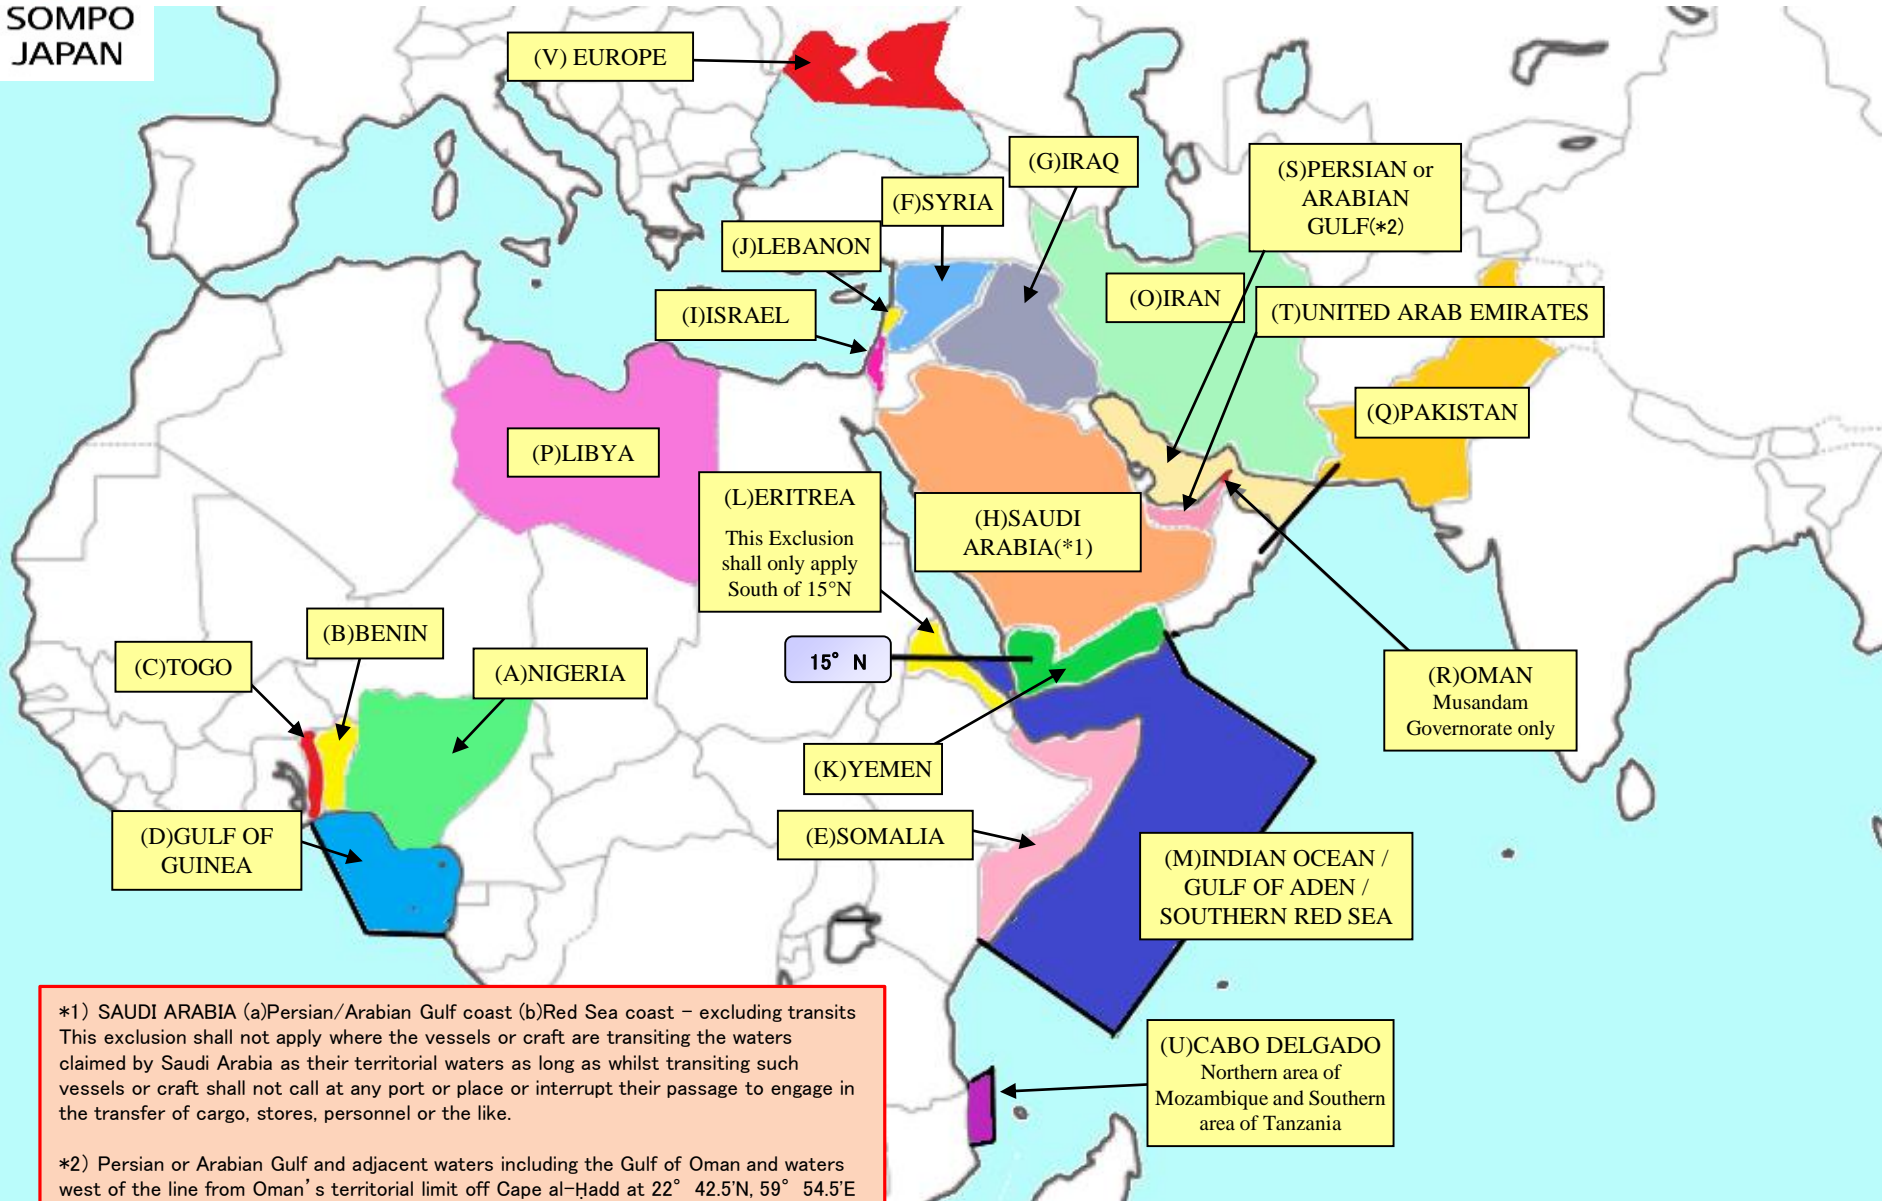 SOMPO
JAPAN
(V) EUROPE
(G)IRAQ
(S)PERSIAN or
ARABIAN
GULF(*2)
(F)SYRIA
(J)LEBANON
(I)ISRAEL
(O)IRAN
(T)UNITED ARAB EMIRATES
(Q)PAKISTAN
(P)LIBYA
(L)ERITREA
This Exclusion
shall only apply
South of 15°N
(H)SAUDI
ARABIA(*1)
(B)BENIN
(C)TOGO
(A)NIGERIA
15° N
(R)OMAN
Musandam
Governorate only
(K)YEMEN
(D)GULF OF
GUINEA
(E)SOMALIA
(M)INDIAN OCEAN /
GULF OF ADEN /
SOUTHERN RED SEA
(U)CABO DELGADO
Northern area of
Mozambique and Southern
area of Tanzania
*1) SAUDI ARABIA (a)Persian/Arabian Gulf coast (b)Red Sea coast - excluding transits
This exclusion shall not apply where the vessels or craft are transiting the waters
claimed by Saudi Arabia as their territorial waters as long as whilst transiting such
vessels or craft shall not call at any port or place or interrupt their passage to engage in
the transfer of cargo, stores, personnel or the like.
*2) Persian or Arabian Gulf and adjacent waters including the Gulf of Oman and waters
west of the line from Oman's territorial limit off Cape al-Ḥadd at 22° 42.5'N, 59° 54.5'E